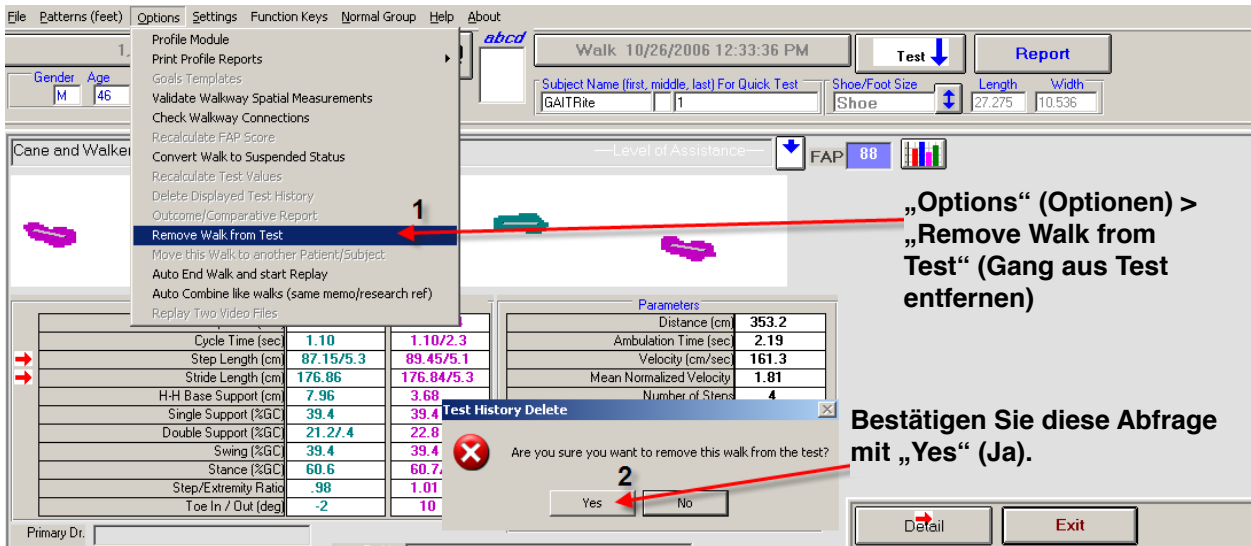 File Patterns (feet) Options Settings Function Keys Normal Group Help About
Profile Module
Print Profile Reports
Goals Templates
Validate Walkway Spatial Measurements
Check Walkway Connections
Recalculate FAP Score
Convert Walk to Suspended Status
Recalculate Test Values
Delete Displayed Test History
Outcome/Comparative Report
Remove Walk from Test
Move this Walk to another Patient/Subject
Auto End Walk and start Replay
Auto Combine like walks (same memo/research ref)
Replay Two Video Files
1
abcd
Walk 10/26/2006 12:33:36 PM
Test
Report
Gender Age
M 46
Subject Name (first, middle, last) For Quick Test
GAITRite 1
Shoe/Foot Size
Shoe
Length Width
27.275 10.536
Cane and Walker
Level of Assistance
FAP 88
„Options“ (Optionen) >
„Remove Walk from
Test“ (Gang aus Test
entfernen)
Cycle Time (sec) 1.10 1.10/2.3
Step Length (cm) 87.15/5.3 89.45/5.1
Stride Length (cm) 176.86 176.84/5.3
H-H Base Support (cm) 7.96 3.68
Single Support (%GC) 39.4 39.4
Double Support (%GC) 21.2/.4 22.8
Swing (%GC) 39.4 39.4
Stance (%GC) 60.6 60.7
Step/Extremity Ratio .98 1.01
Toe In / Out (deg) -2 10
Parameters
Distance (cm) 353.2
Ambulation Time (sec) 2.19
Velocity (cm/sec) 161.3
Mean Normalized Velocity 1.81
Number of Steps 4
Test History Delete
Are you sure you want to remove this walk from the test?
2
Yes No
Bestätigen Sie diese Abfrage
mit „Yes“ (Ja).
Primary Dr.
Detail
Exit